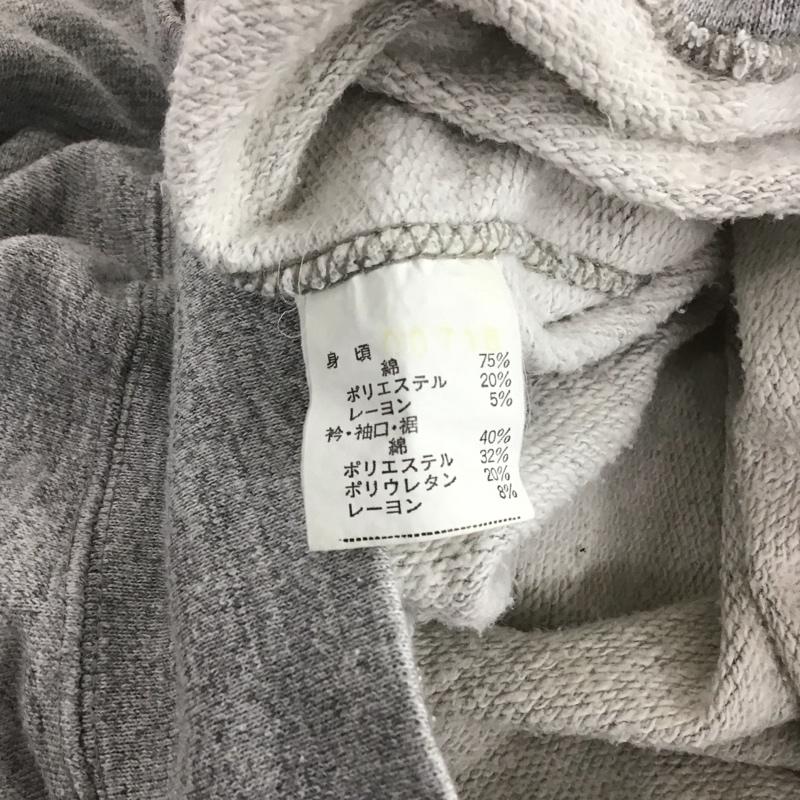 身頃
綿 75%
ポリエステル 20%
レーヨン 5%
衿・袖口・裾
綿 40%
ポリエステル 32%
ポリウレタン 20%
レーヨン 8%